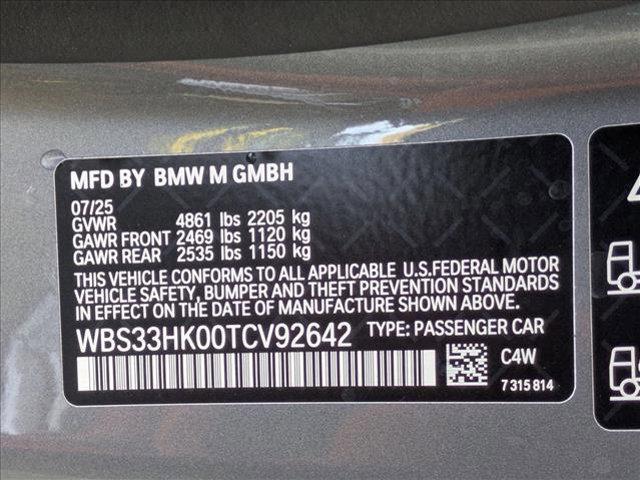 MFD BY BMW M GMBH
07/25
GVWR 4861 lbs 2205 kg
GAWR FRONT 2469 lbs 1120 kg
GAWR REAR 2535 lbs 1150 kg
THIS VEHICLE CONFORMS TO ALL APPLICABLE U.S.FEDERAL MOTOR
VEHICLE SAFETY, BUMPER AND THEFT PREVENTION STANDARDS
IN EFFECT ON THE DATE OF MANUFACTURE SHOWN ABOVE.
WBS33HK00TCV92642 TYPE: PASSENGER CAR
C4W
7 315 814